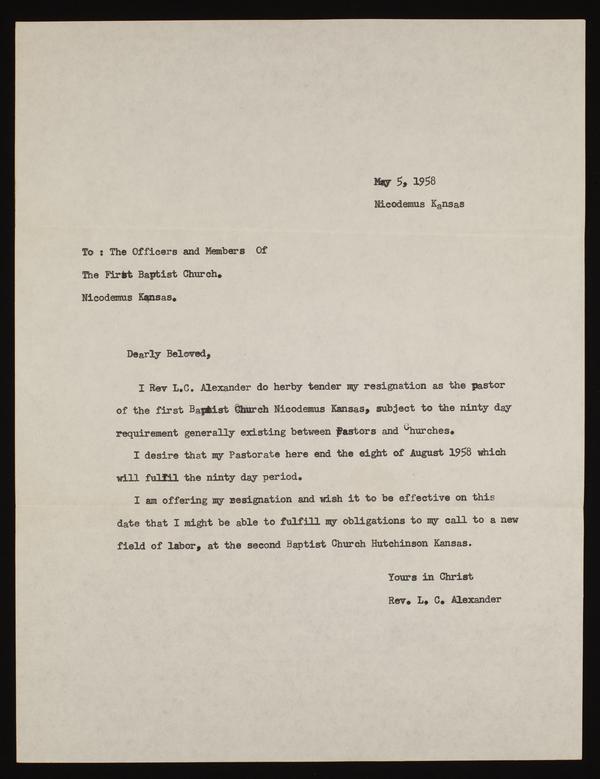 May 5, 1958
Nicodemus Kansas
To : The Officers and Members Of
The First Baptist Church.
Nicodemus Kansas.
Dearly Beloved,
I Rev L.C. Alexander do herby tender my resignation as the pastor
of the first Baptist Church Nicodemus Kansas, subject to the ninty day
requirement generally existing between Pastors and Churches.
I desire that my Pastorate here end the eight of August 1958 which
will fulfil the ninty day period.
I am offering my resignation and wish it to be effective on this
date that I might be able to fulfill my obligations to my call to a new
field of labor, at the second Baptist Church Hutchinson Kansas.
Yours in Christ
Rev. L. C. Alexander